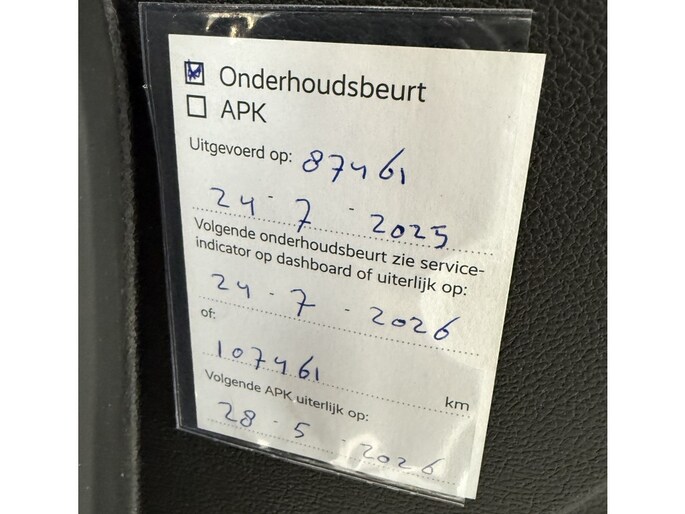 Onderhoudsbeurt
APK
Uitgevoerd op: 87461
24 - 7 - 2025
Volgende onderhoudsbeurt zie service-
indicator op dashboard of uiterlijk op:
24 - 7 - 2026
of:
107461 km
Volgende APK uiterlijk op:
28 - 5 - 2026